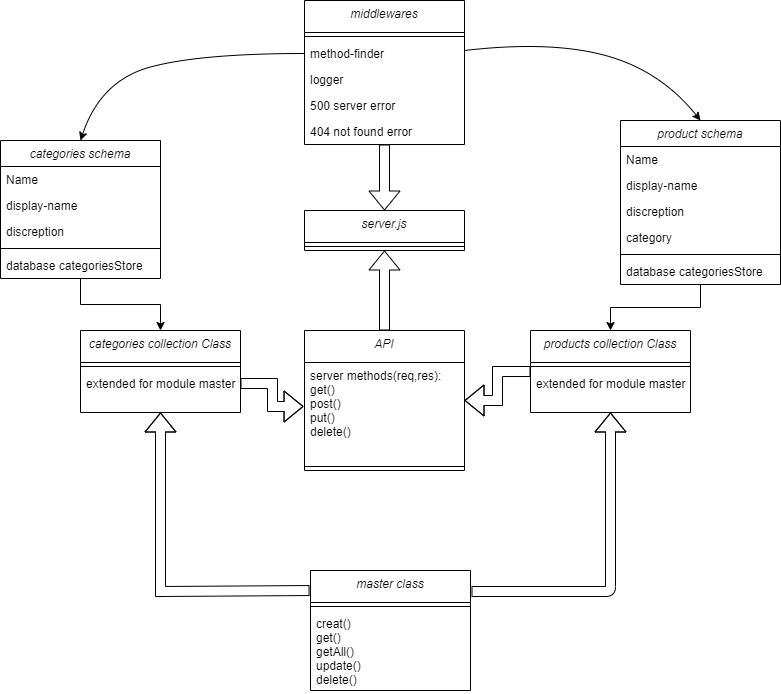 middlewares
method-finder
logger
500 server error
404 not found error
categories schema
Name
display-name
discreption
database categoriesStore
product schema
Name
display-name
discreption
category
database categoriesStore
server.js
categories collection Class
extended for module master
API
server methods(req,res):
get()
post()
put()
delete()
products collection Class
extended for module master
master class
creat()
get()
getAll()
update()
delete()